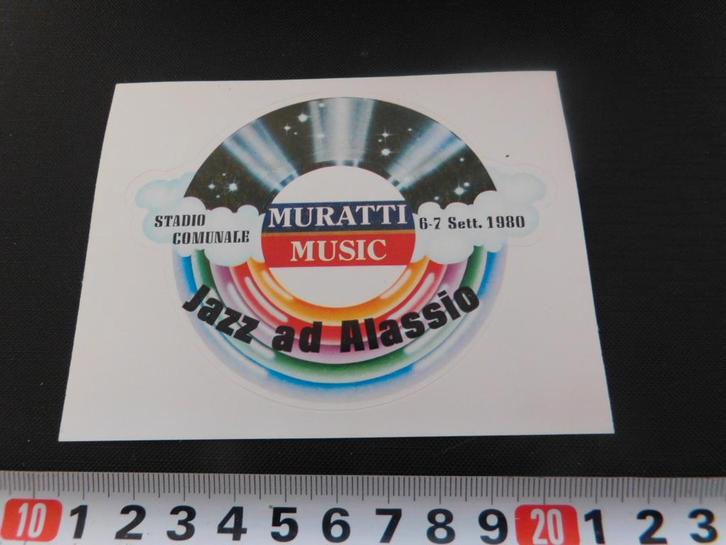 STADIO
COMUNALE
MURATTI
MUSIC
6-7 Sett. 1980
Jazz ad Alassio
10 1 2 3 4 5 6 7 8 9 20 1 2 3